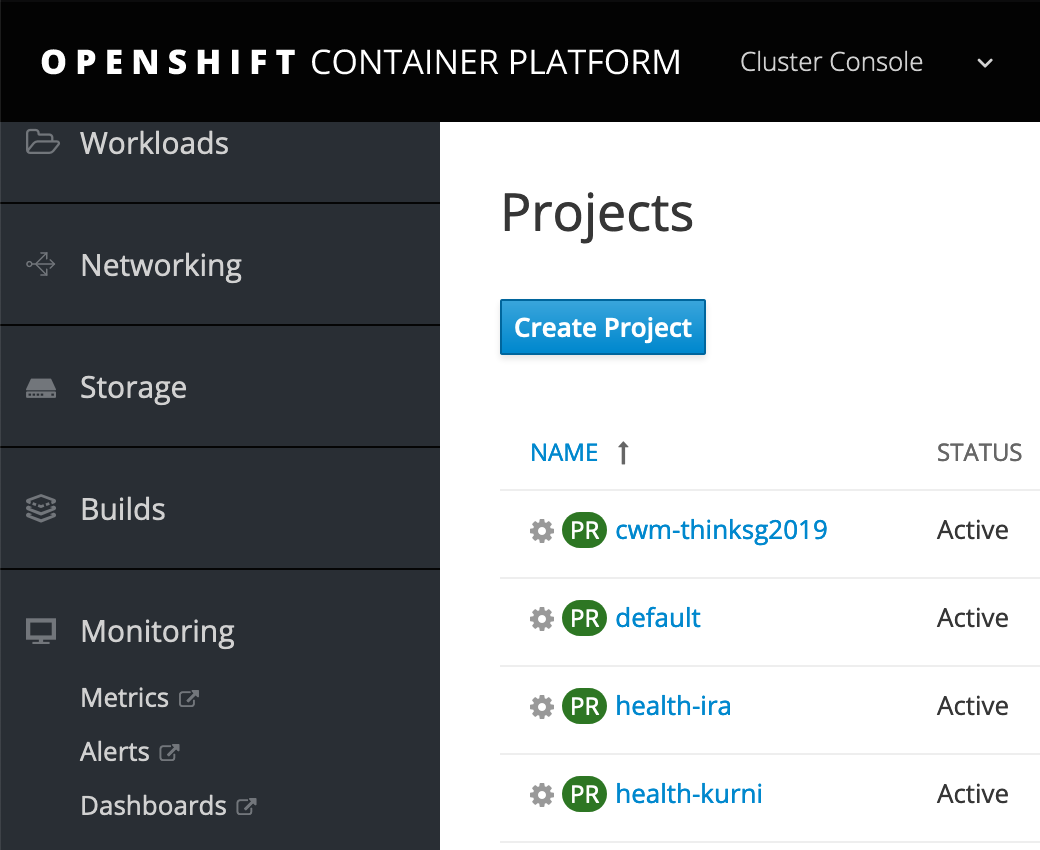 OPENSHIFT CONTAINER PLATFORM Cluster Console
Workloads
Networking
Storage
Builds
Monitoring
Metrics
Alerts
Dashboards
Projects
Create Project
NAME STATUS
PR cwm-thinksg2019 Active
PR default Active
PR health-ira Active
PR health-kurni Active